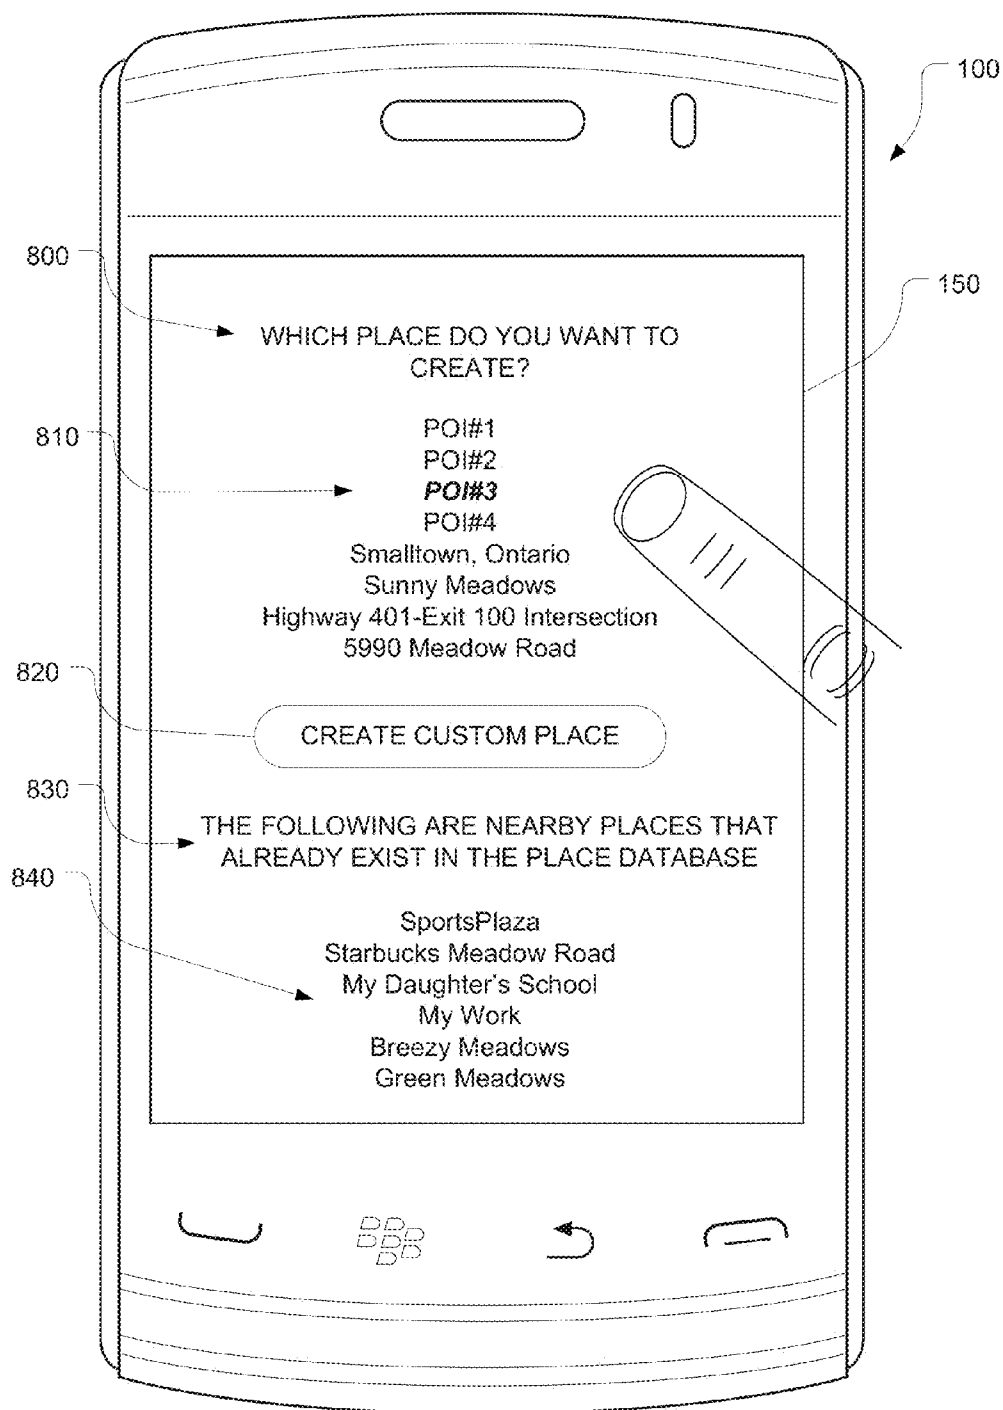 100
800
150
WHICH PLACE DO YOU WANT TO
CREATE?
810
POI#1
POI#2
POI#3
POI#4
Smalltown, Ontario
Sunny Meadows
Highway 401-Exit 100 Intersection
5990 Meadow Road
820
CREATE CUSTOM PLACE
830
THE FOLLOWING ARE NEARBY PLACES THAT
ALREADY EXIST IN THE PLACE DATABASE
840
SportsPlaza
Starbucks Meadow Road
My Daughter's School
My Work
Breezy Meadows
Green Meadows